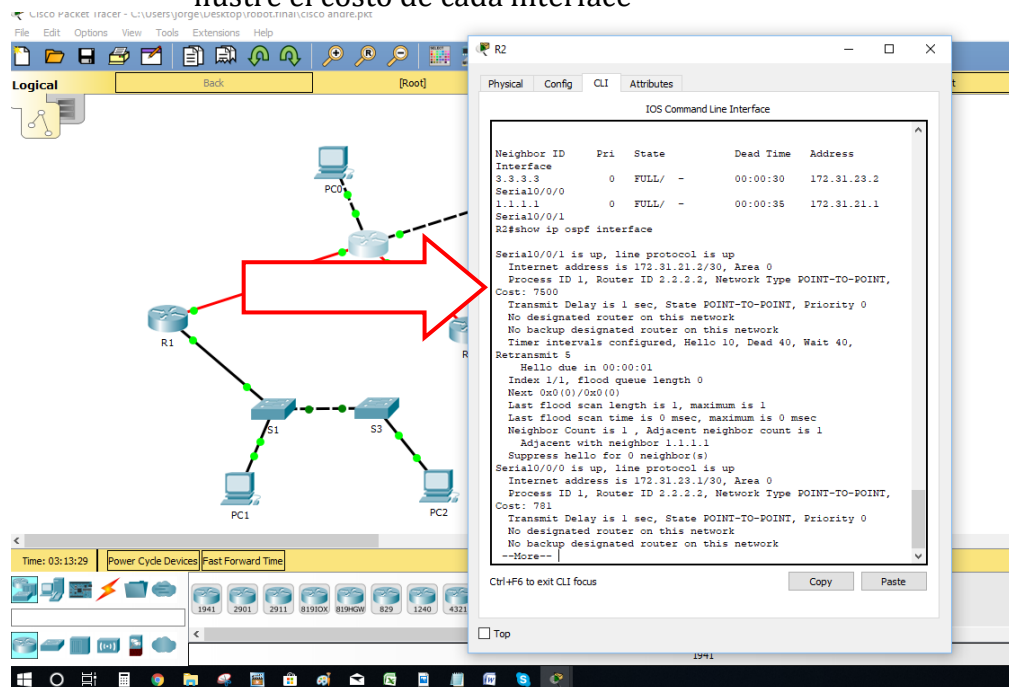 ilustre el costo de cada interface
Cisco Packet Tracer - C:\Users\jorge\Desktop\robot.final\cisco andre.pkt
File Edit Options View Tools Extensions Help
Logical Back [Root]
PC0
R1
S1
S3
PC1
PC2
Time: 03:13:29 Power Cycle Devices Fast Forward Time
1941 2901 2911 819IOX 819HGW 829 1240 4321
1941
R2
Physical Config CLI Attributes
IOS Command Line Interface
Neighbor ID Pri State Dead Time Address
Interface
3.3.3.3 0 FULL/ - 00:00:30 172.31.23.2
Serial0/0/0
1.1.1.1 0 FULL/ - 00:00:35 172.31.21.1
Serial0/0/1
R2#show ip ospf interface
Serial0/0/1 is up, line protocol is up
Internet address is 172.31.21.2/30, Area 0
Process ID 1, Router ID 2.2.2.2, Network Type POINT-TO-POINT,
Cost: 7500
Transmit Delay is 1 sec, State POINT-TO-POINT, Priority 0
No designated router on this network
No backup designated router on this network
Timer intervals configured, Hello 10, Dead 40, Wait 40,
Retransmit 5
Hello due in 00:00:01
Index 1/1, flood queue length 0
Next 0x0(0)/0x0(0)
Last flood scan length is 1, maximum is 1
Last flood scan time is 0 msec, maximum is 0 msec
Neighbor Count is 1 , Adjacent neighbor count is 1
Adjacent with neighbor 1.1.1.1
Suppress hello for 0 neighbor(s)
Serial0/0/0 is up, line protocol is up
Internet address is 172.31.23.1/30, Area 0
Process ID 1, Router ID 2.2.2.2, Network Type POINT-TO-POINT,
Cost: 781
Transmit Delay is 1 sec, State POINT-TO-POINT, Priority 0
No designated router on this network
No backup designated router on this network
--More--
Ctrl+F6 to exit CLI focus Copy Paste
Top